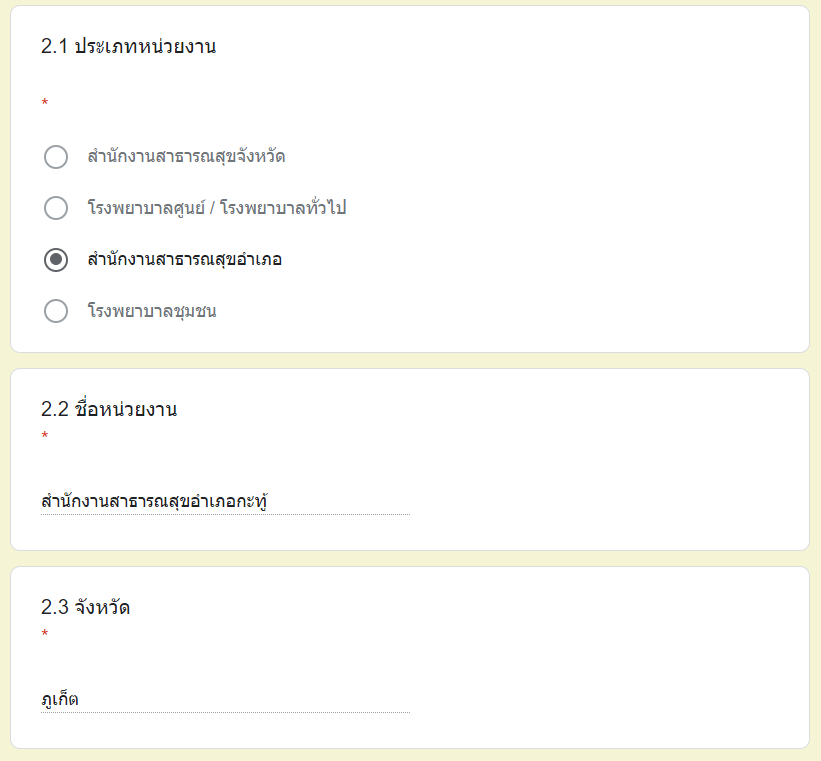 2.1 ประเภทหน่วยงาน
*
สำนักงานสาธารณสุขจังหวัด
โรงพยาบาลศูนย์ / โรงพยาบาลทั่วไป
สำนักงานสาธารณสุขอำเภอ
โรงพยาบาลชุมชน
2.2 ชื่อหน่วยงาน
*
สำนักงานสาธารณสุขอำเภอกะทู้
2.3 จังหวัด
*
ภูเก็ต